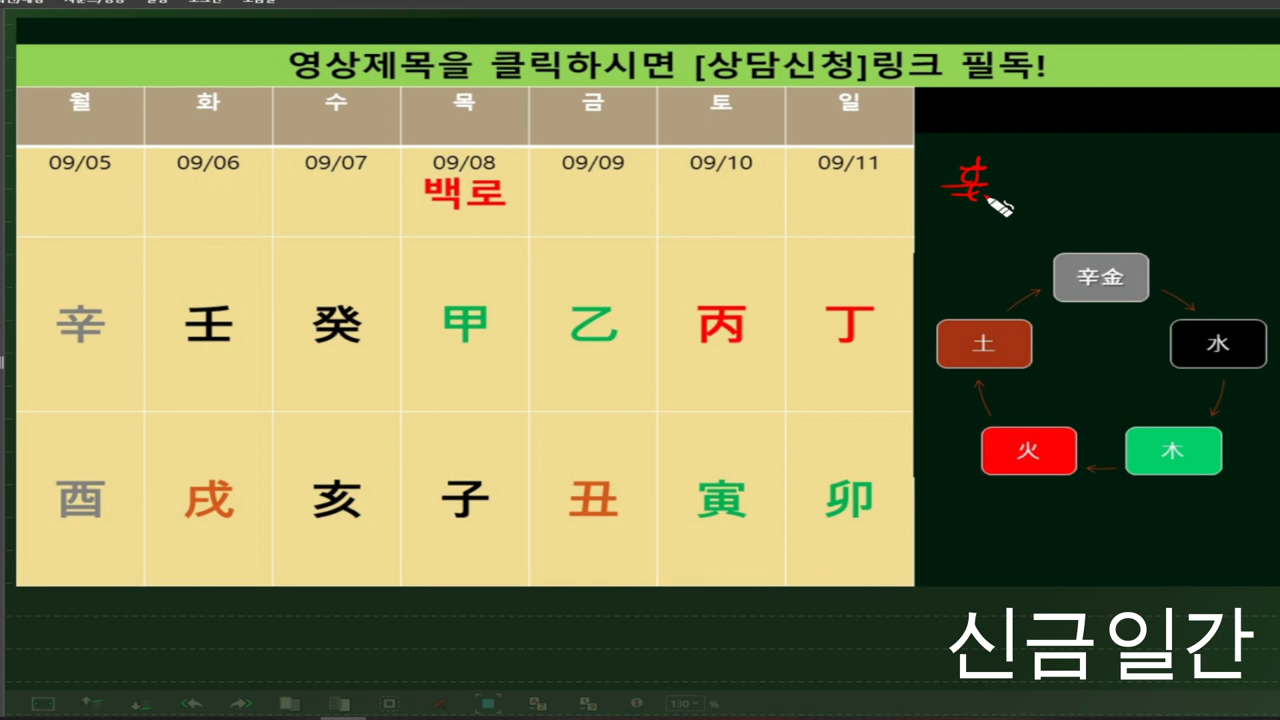 영상제목을 클릭하시면 [상담신청]링크 필독!
월 화 수 목 금 토 일
09/05 09/06 09/07 09/08 09/09 09/10 09/11
백로
辛 壬 癸 甲 乙 丙 丁
酉 戌 亥 子 丑 寅 卯
辛金
土 水
火 木
신금일간
130 %